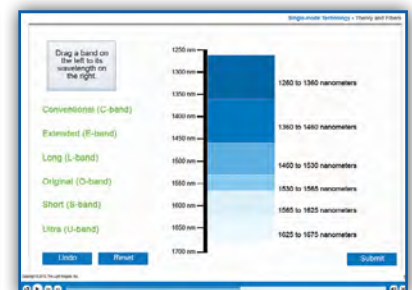 Single-mode Technology - Theory and Fibers
Drag a band on
the left to its
wavelength on
the right.
Conventional (C-band)
Extended (E-band)
Long (L-band)
Original (O-band)
Short (S-band)
Ultra (U-band)
1250 nm
1300 nm
1350 nm
1400 nm
1450 nm
1500 nm
1550 nm
1600 nm
1650 nm
1700 nm
1260 to 1360 nanometers
1360 to 1460 nanometers
1460 to 1530 nanometers
1530 to 1565 nanometers
1565 to 1625 nanometers
1625 to 1675 nanometers
Undo
Reset
Submit